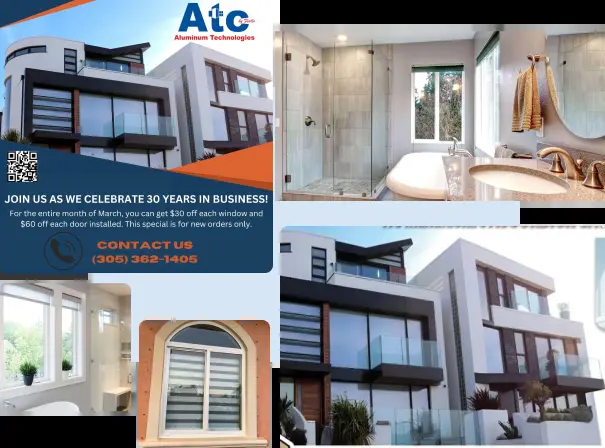 Atc
by Tecko
Aluminum Technologies
JOIN US AS WE CELEBRATE 30 YEARS IN BUSINESS!
For the entire month of March, you can get $30 off each window and
$60 off each door installed. This special is for new orders only.
CONTACT US
(305) 362-1405